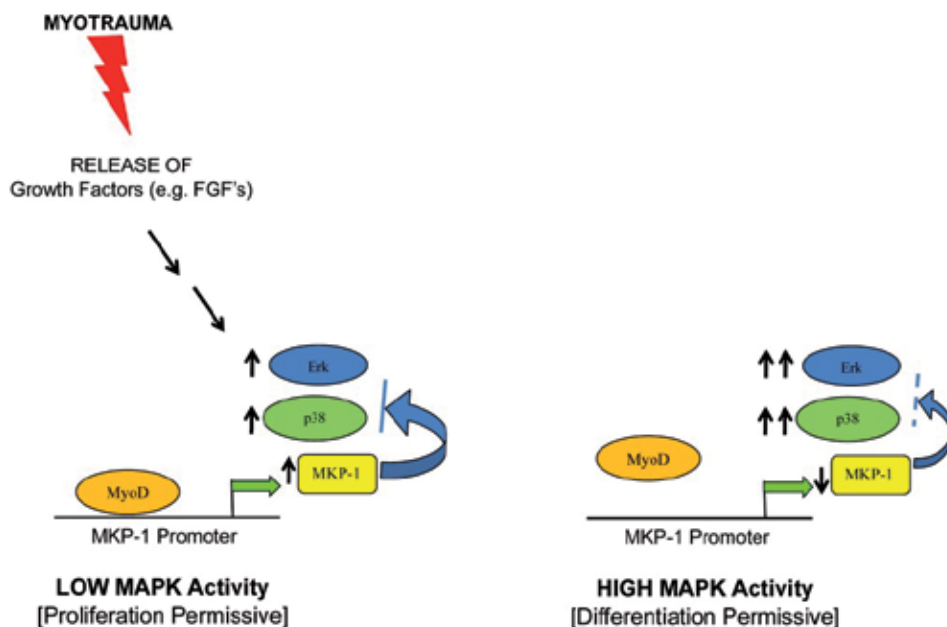 MYOTRAUMA
RELEASE OF
Growth Factors (e.g. FGF's)
Erk
p38
MKP-1
MyoD
MKP-1 Promoter
LOW MAPK Activity
[Proliferation Permissive]
Erk
p38
MyoD
MKP-1
MKP-1 Promoter
HIGH MAPK Activity
[Differentiation Permissive]